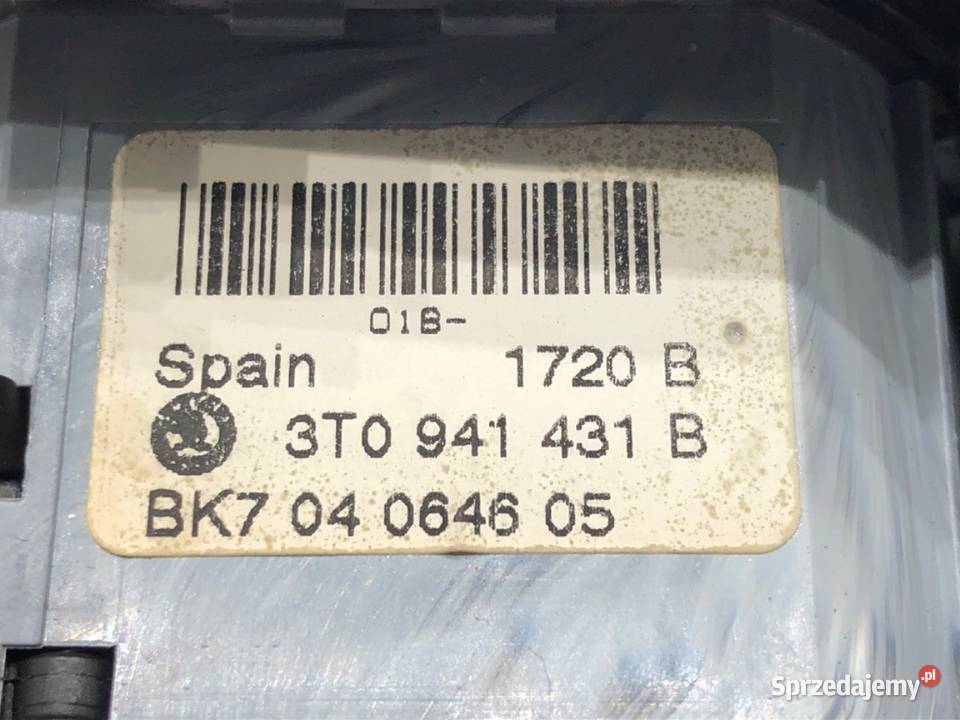 01B-
Spain 1720 B
3T0 941 431 B
BK7 04 0646 05
Sprzedajemy.pl